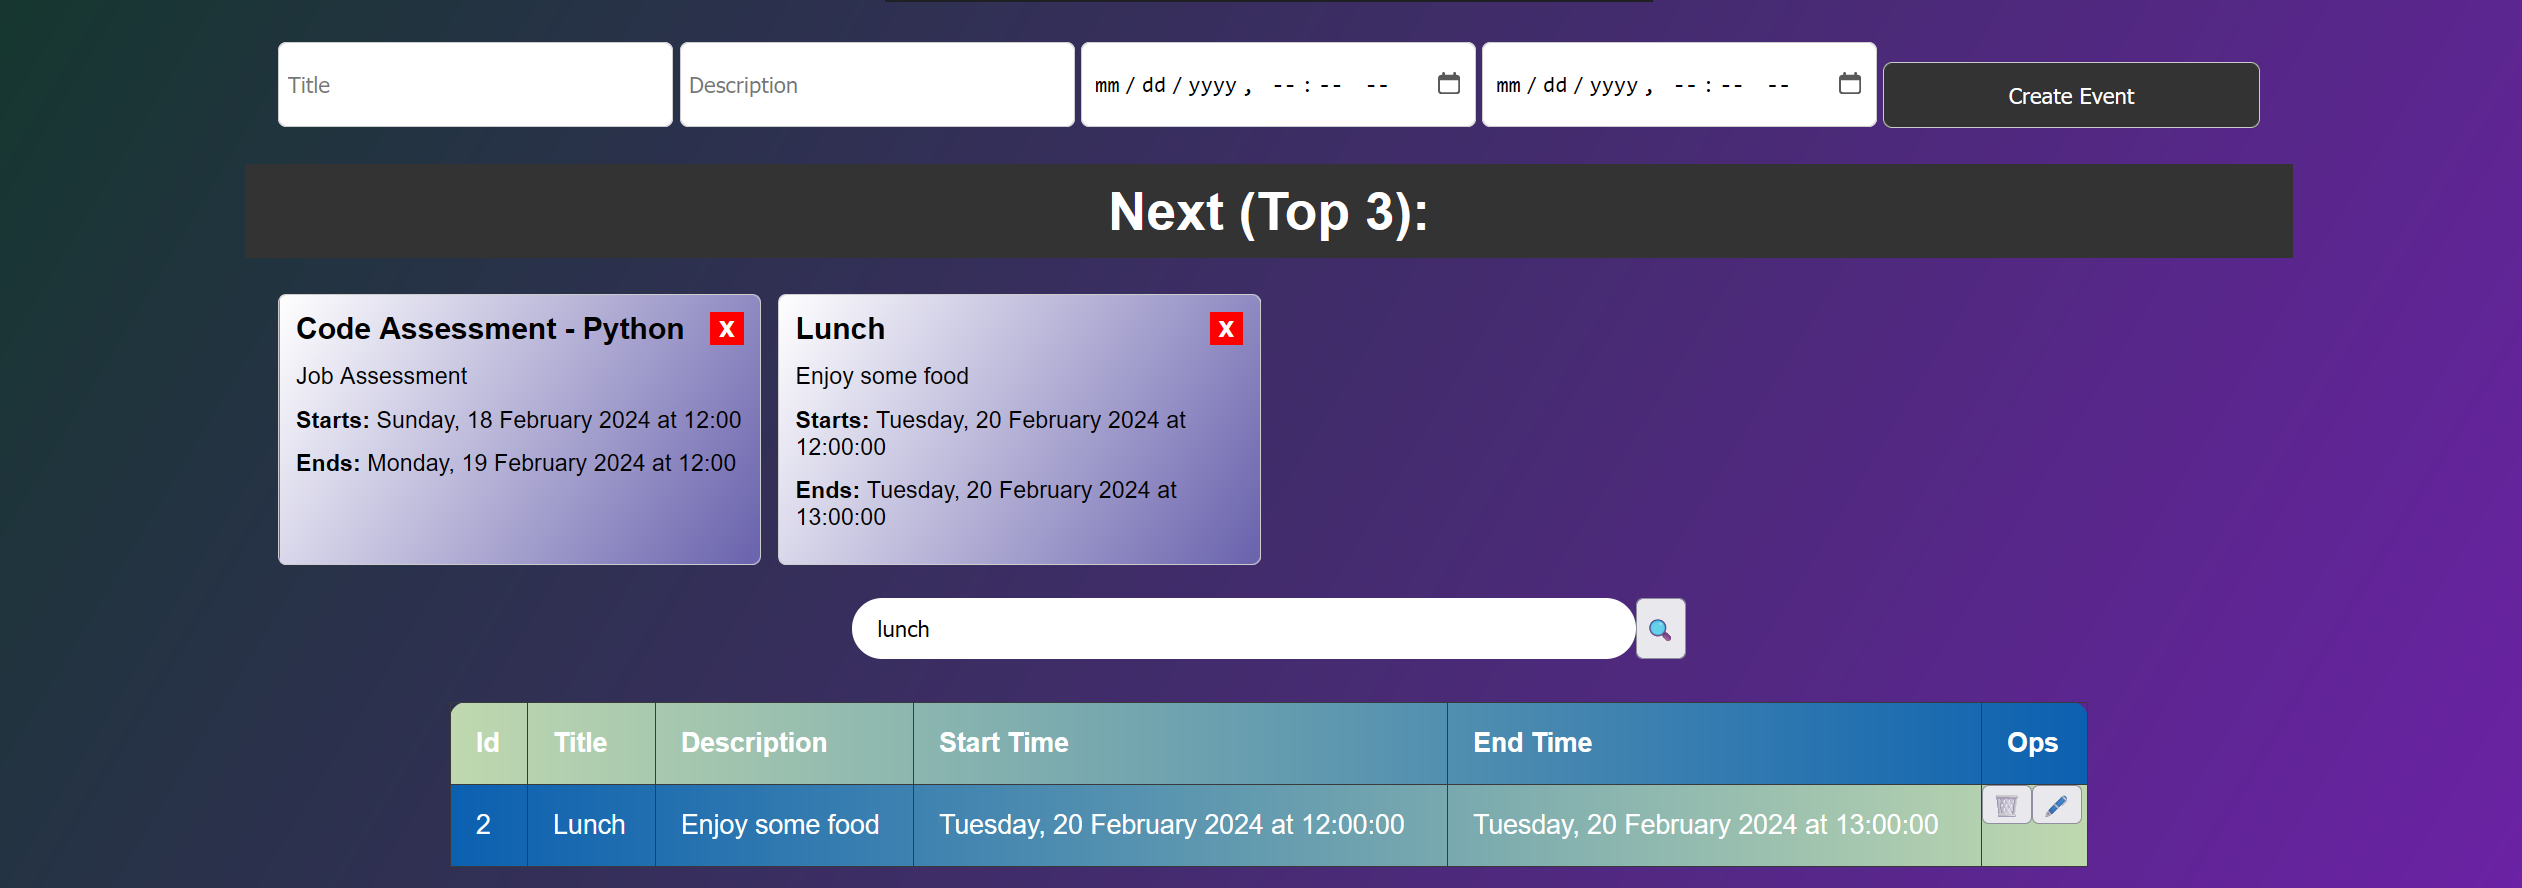 Title Description mm/dd/yyyy, --:-- -- mm/dd/yyyy, --:-- -- Create Event
Next (Top 3):
Code Assessment - Python X
Job Assessment
Starts: Sunday, 18 February 2024 at 12:00
Ends: Monday, 19 February 2024 at 12:00
Lunch X
Enjoy some food
Starts: Tuesday, 20 February 2024 at
12:00:00
Ends: Tuesday, 20 February 2024 at
13:00:00
lunch
Id Title Description Start Time End Time Ops
2 Lunch Enjoy some food Tuesday, 20 February 2024 at 12:00:00 Tuesday, 20 February 2024 at 13:00:00